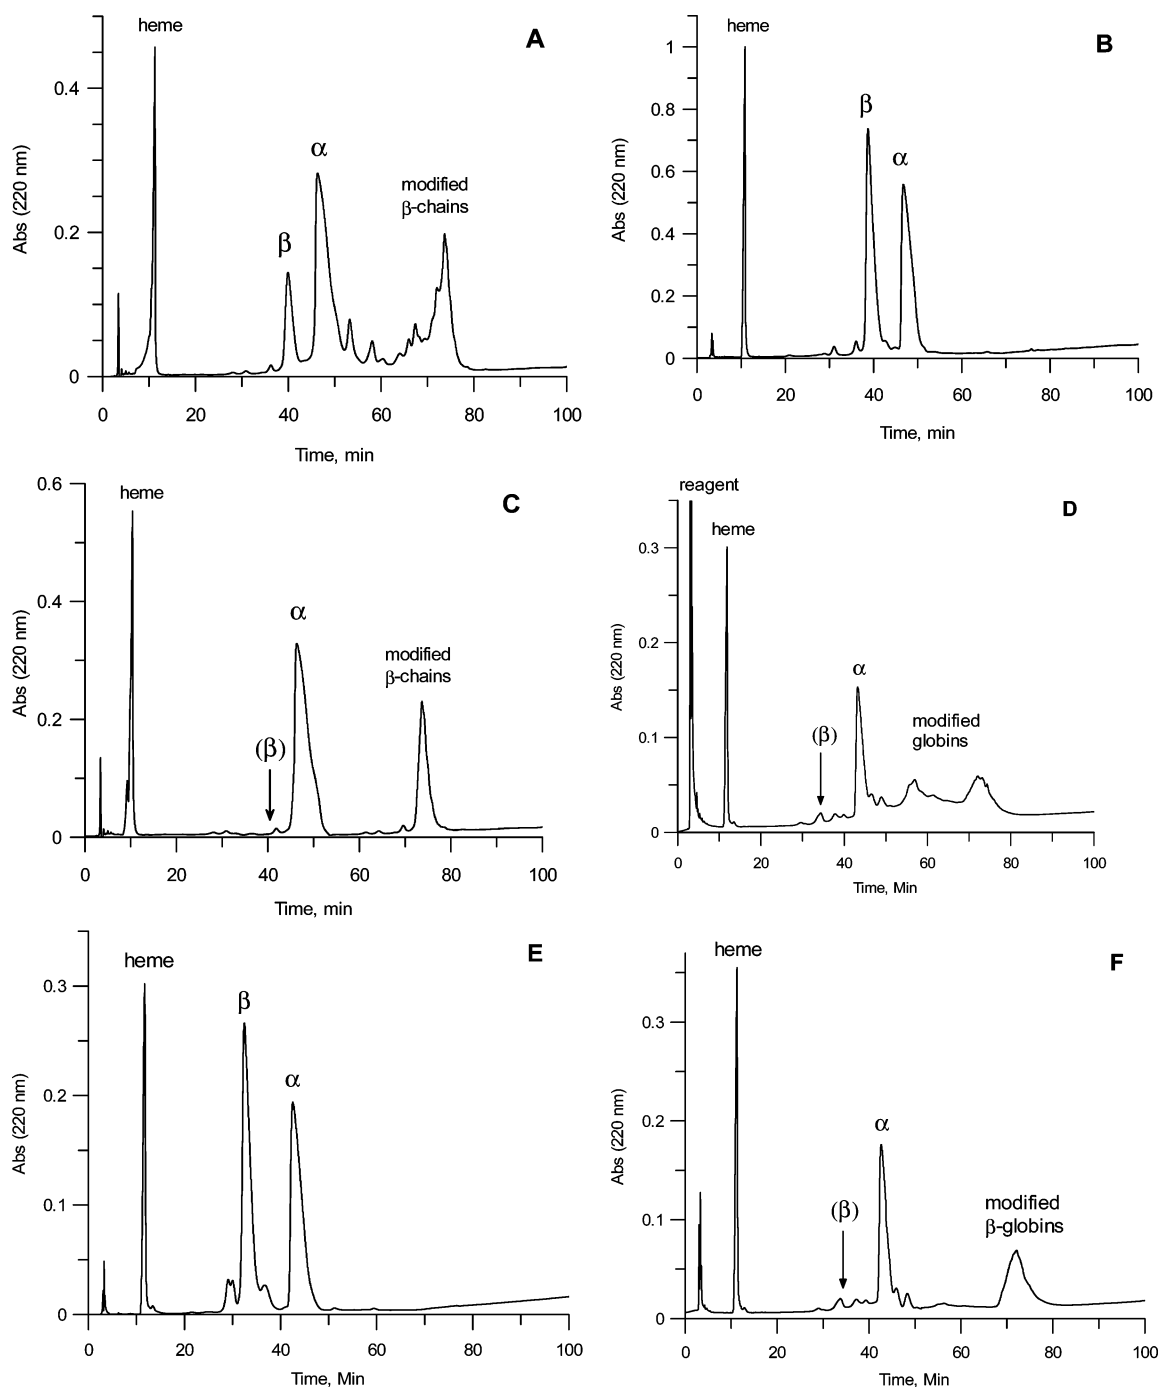 heme
A
β
α
modified
β-chains
0.4
0.2
0
Abs (220 nm)
0 20 40 60 80 100
Time, min
heme
B
β
α
1
0.8
0.6
0.4
0.2
0
Abs (220 nm)
0 20 40 60 80 100
Time, min
heme
C
(β)
α
modified
β-chains
0.6
0.4
0.2
0
Abs (220 nm)
0 20 40 60 80 100
Time, min
reagent
heme
D
(β)
α
modified
globins
0.3
0.2
0.1
0
Abs (220 nm)
0 20 40 60 80 100
Time, Min
heme
E
β
α
0.3
0.2
0.1
0
Abs (220 nm)
0 20 40 60 80 100
Time, Min
heme
F
(β)
α
modified
β-globins
0.3
0.2
0.1
0
Abs (220 nm)
0 20 40 60 80 100
Time, Min